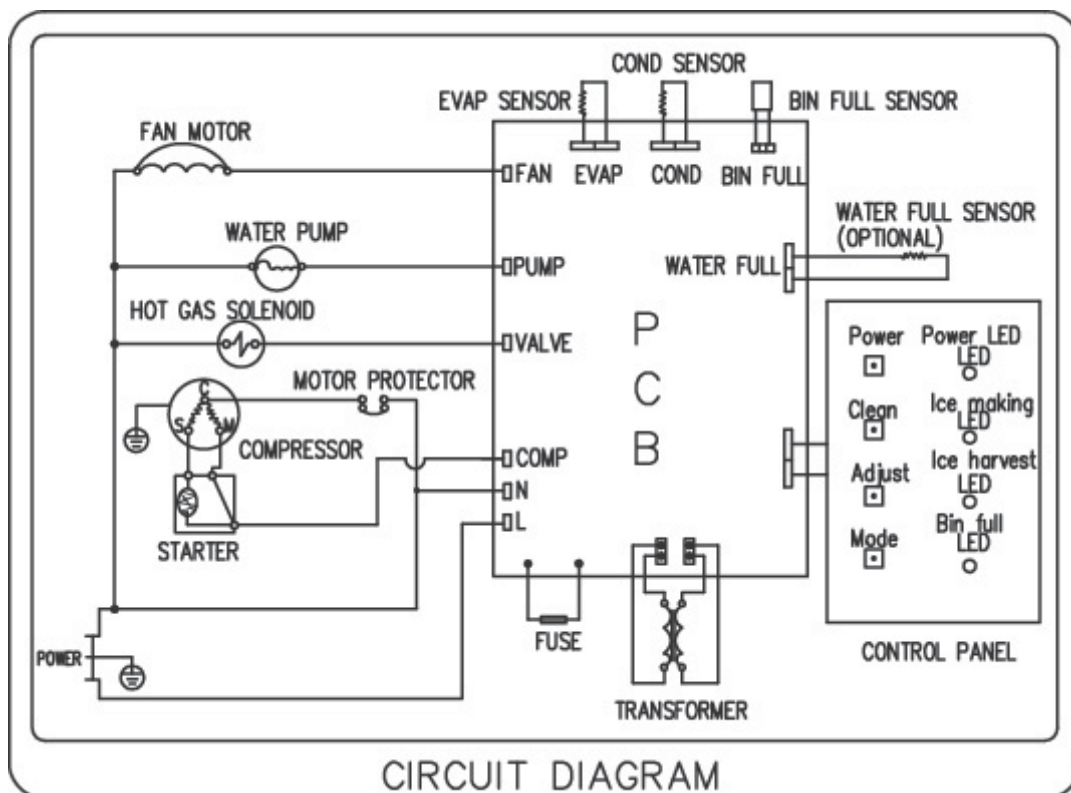 COND SENSOR
EVAP SENSOR
BIN FULL SENSOR
FAN MOTOR
FAN
EVAP
COND
BIN FULL
WATER PUMP
WATER FULL SENSOR
(OPTIONAL)
PUMP
WATER FULL
HOT GAS SOLENOID
VALVE
P
C
B
Power
Power LED
LED
MOTOR PROTECTOR
C
S
M
COMPRESSOR
Clean
Ice making
LED
COMP
N
L
Adjust
Ice harvest
LED
STARTER
Mode
Bin full
LED
FUSE
POWER
CONTROL PANEL
TRANSFORMER
CIRCUIT DIAGRAM